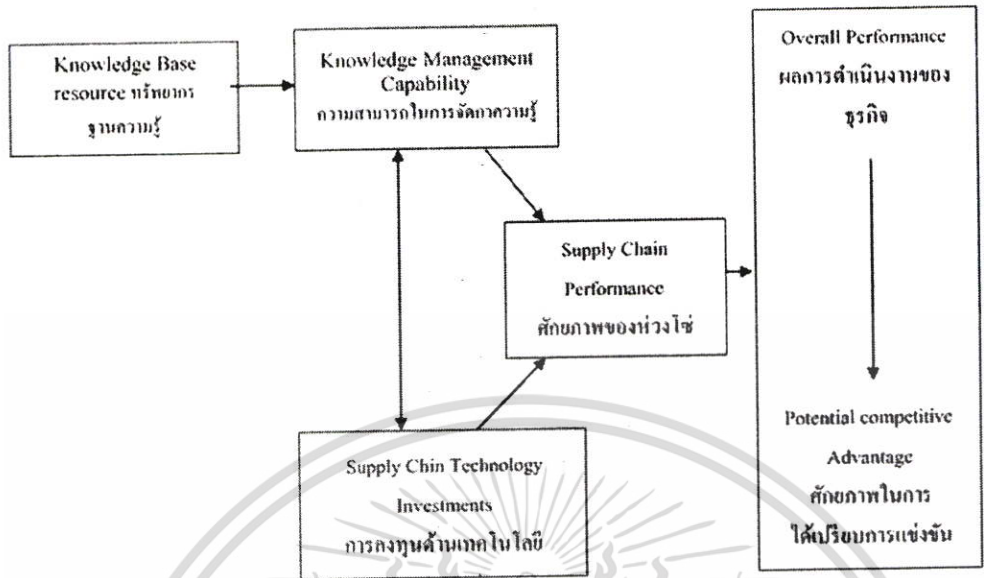 Knowledge Base
resource ทรัพยากร
ฐานความรู้
Knowledge Management
Capability
ความสามารถในการจัดกาความรู้
Supply Chain
Performance
ศักยภาพของห่วงโซ่
Supply Chin Technology
Investments
การลงทุนด้านเทคโนโลยี
Overall Performance
ผลการดำเนินงานของ
ธุรกิจ
Potential competitive
Advantage
ศักยภาพในการ
ได้เปรียบการแข่งขัน